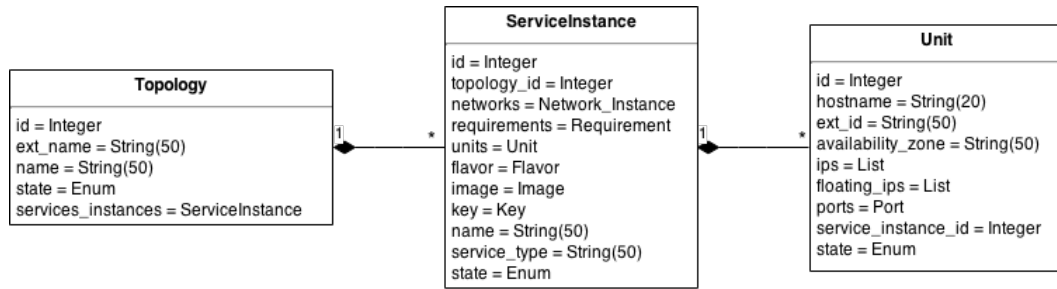 Topology
id = Integer
ext_name = String(50)
name = String(50)
state = Enum
services_instances = ServiceInstance
1
*
ServiceInstance
id = Integer
topology_id = Integer
networks = Network_Instance
requirements = Requirement
units = Unit
flavor = Flavor
image = Image
key = Key
name = String(50)
service_type = String(50)
state = Enum
1
*
Unit
id = Integer
hostname = String(20)
ext_id = String(50)
availability_zone = String(50)
ips = List
floating_ips = List
ports = Port
service_instance_id = Integer
state = Enum